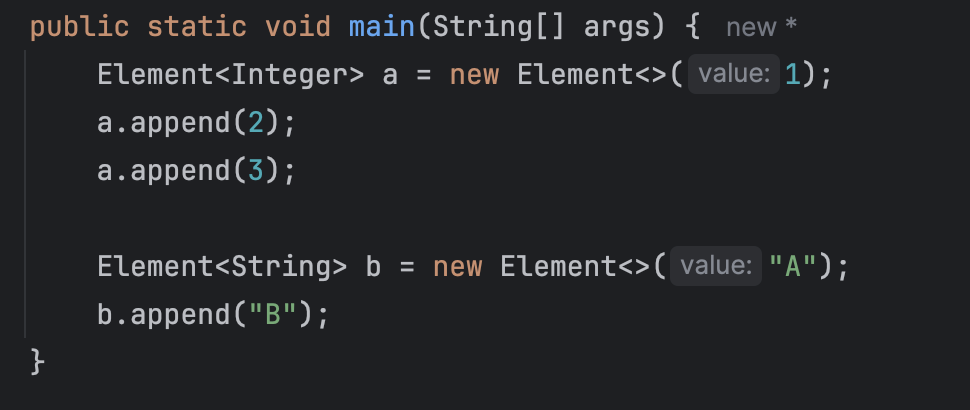 public static void main(String[] args) { new *
Element<Integer> a = new Element<>( value: 1);
a.append(2);
a.append(3);
Element<String> b = new Element<>( value: "A");
b.append("B");
}